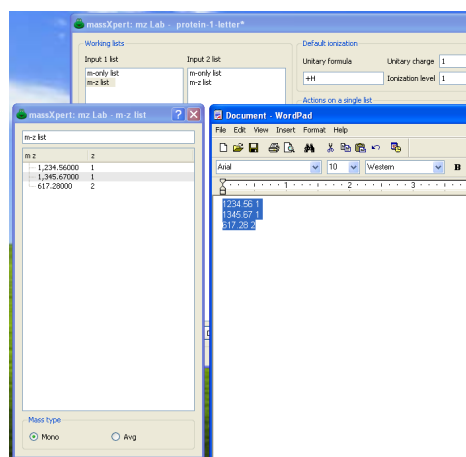 massXpert: mz Lab - protein-1-letter*
Working lists
Input 1 list
Input 2 list
m-only list
m-z list
m-only list
m-z list
Default ionization
Unitary formula
Unitary charge 1
+H
Ionization level 1
Actions on a single list
massXpert: mz Lab - m-z list
m-z list
m z z
1,234.56000 1
1,345.67000 1
617.28000 2
Mass type
Mono
Avg
Document - WordPad
File Edit View Insert Format Help
Arial 10 Western B
1 2 3
1234.56 1
1345.67 1
617.28 2